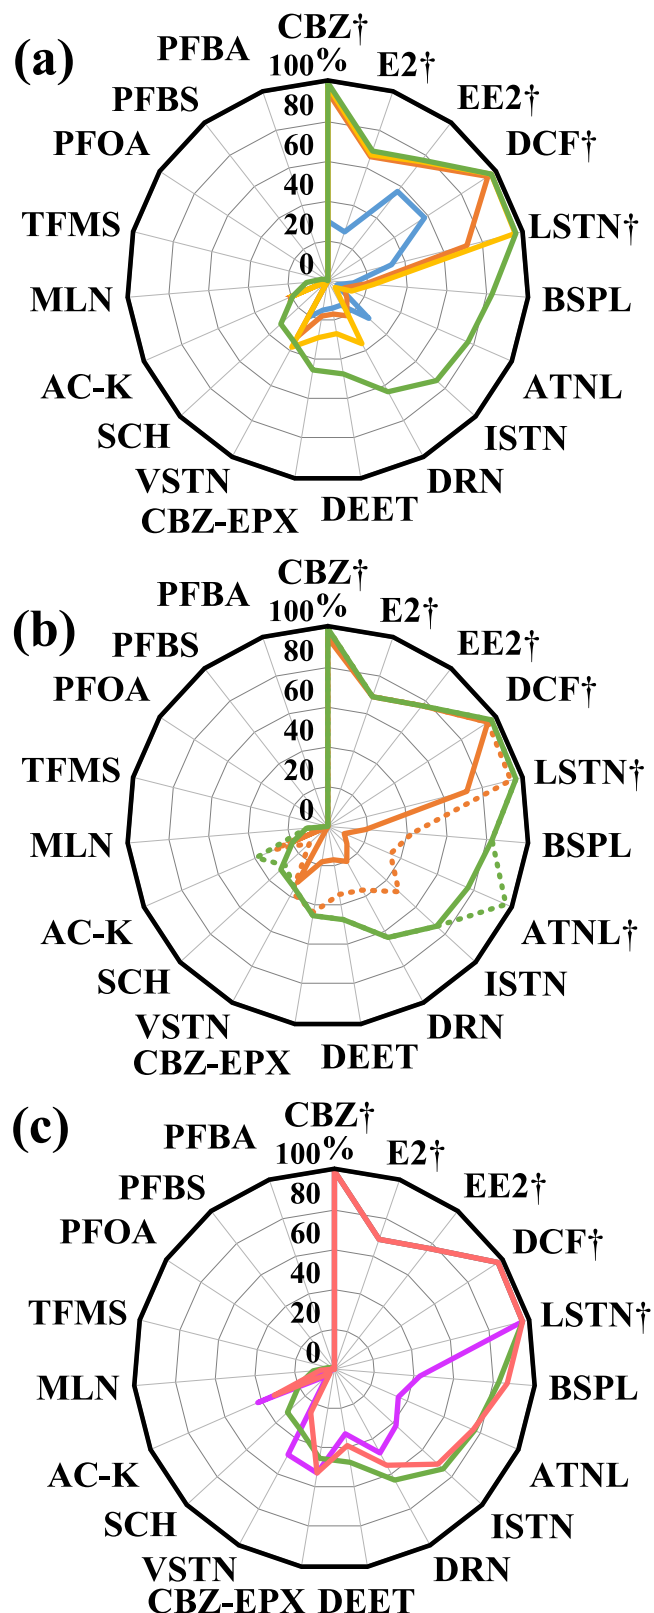 (a)
CBZ†
E2†
EE2†
DCF†
LSTN†
BSPL
ATNL
ISTN
DRN
DEET
CBZ-EPX
VSTN
SCH
AC-K
MLN
TFMS
PFOA
PFBS
PFBA
100%
80
60
40
20
0
(b)
CBZ†
E2†
EE2†
DCF†
LSTN†
BSPL
ATNL†
ISTN
DRN
DEET
CBZ-EPX
VSTN
SCH
AC-K
MLN
TFMS
PFOA
PFBS
PFBA
100%
80
60
40
20
0
(c)
CBZ†
E2†
EE2†
DCF†
LSTN†
BSPL
ATNL
ISTN
DRN
DEET
CBZ-EPX
VSTN
SCH
AC-K
MLN
TFMS
PFOA
PFBS
PFBA
100%
80
60
40
20
0